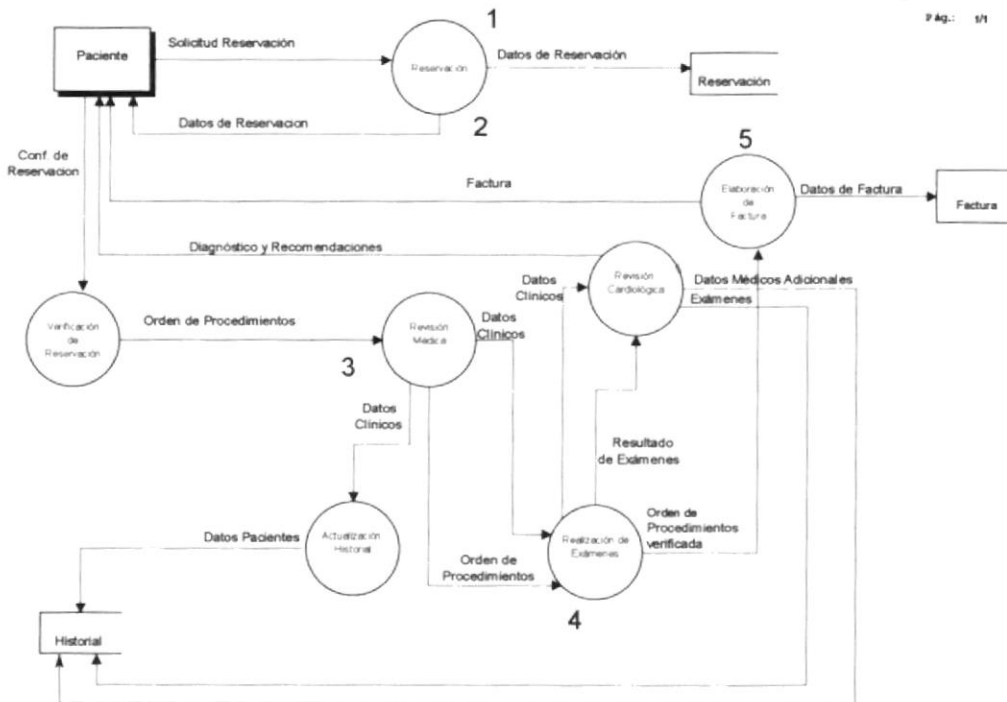 Pág.: 1/1
1
Paciente
Solicitud Reservación
Reservación
Datos de Reservación
Reservación
Datos de Reservacion
2
Conf. de
Reservacion
5
Factura
Elaboración
de
Factura
Datos de Factura
Factura
Diagnóstico y Recomendaciones
Revisión
Cardiológica
Datos
Clínicos
Datos Médicos Adicionales
Exámenes
Verificación
de
Reservación
Orden de Procedimientos
Revisión
Médica
Datos
Clínicos
3
Datos
Clínicos
Resultado
de Exámenes
Datos Pacientes
Actualización
Historial
Orden de
Procedimientos
Realización de
Exámenes
Orden de
Procedimientos
verificada
4
Historial